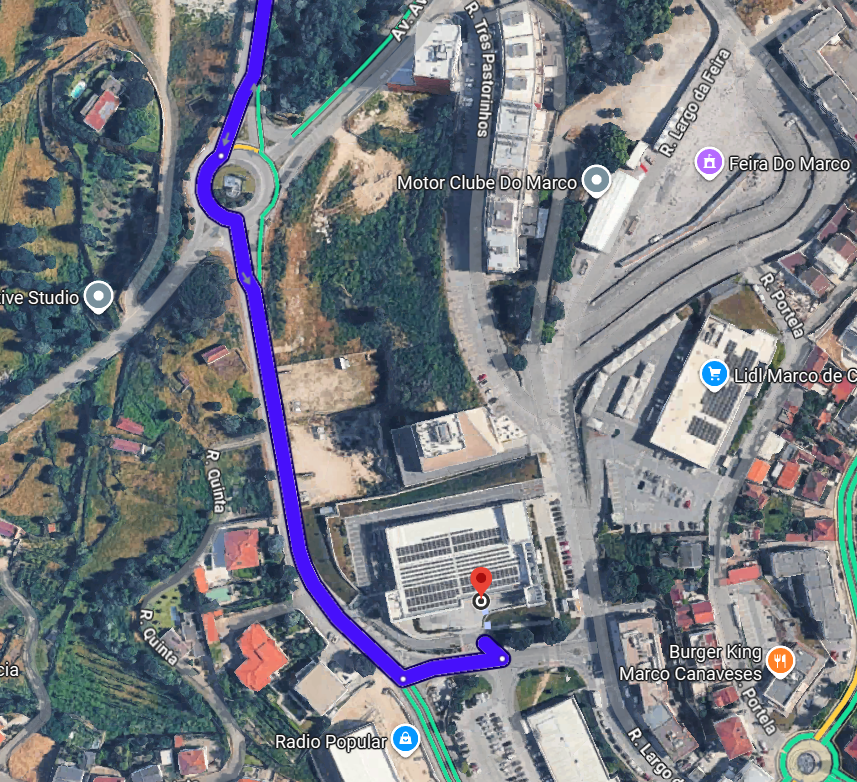 Av. Av
R. Três Pastorinhos
R. Largo da Feira
Feira Do Marco
Motor Clube Do Marco
tive Studio
R. Portela
Lidl Marco de C
R. Quinta
R. Quinta
cia
Burger King
Marco Canaveses
Portela
Radio Popular
R. Largo